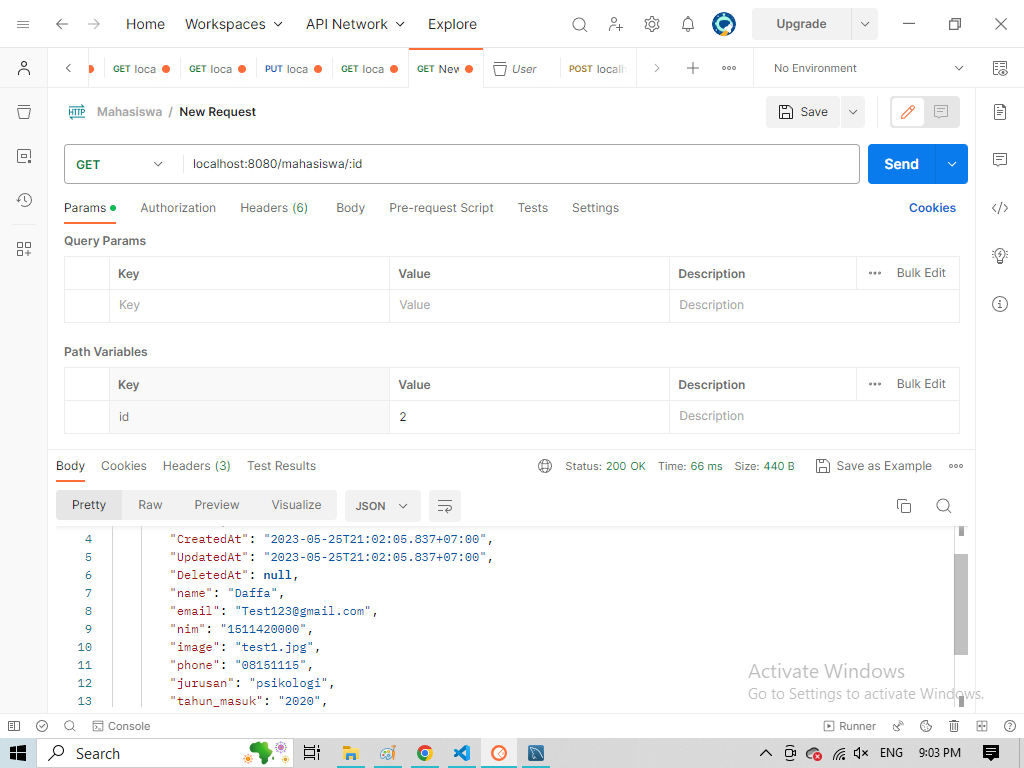 Home Workspaces API Network Explore Upgrade
GET loca GET loca PUT loca GET loca GET New User POST localh No Environment
HTTP Mahasiswa / New Request Save
GET localhost:8080/mahasiswa/:id Send
Params Authorization Headers (6) Body Pre-request Script Tests Settings Cookies
Query Params
Key Value Description Bulk Edit
Key Value Description
Path Variables
Key Value Description Bulk Edit
id 2 Description
Body Cookies Headers (3) Test Results Status: 200 OK Time: 66 ms Size: 440 B Save as Example
Pretty Raw Preview Visualize JSON
4 "CreatedAt": "2023-05-25T21:02:05.837+07:00",
5 "UpdatedAt": "2023-05-25T21:02:05.837+07:00",
6 "DeletedAt": null,
7 "name": "Daffa",
8 "email": "Test123@gmail.com",
9 "nim": "1511420000",
10 "image": "test1.jpg",
11 "phone": "08151115",
12 "jurusan": "psikologi",
13 "tahun_masuk": "2020",
Activate Windows
Go to Settings to activate Windows.
Console Runner
Search ENG 9:03 PM